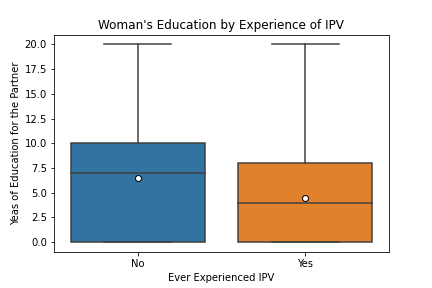 Woman's Education by Experience of IPV
Yeas of Education for the Partner
20.0
17.5
15.0
12.5
10.0
7.5
5.0
2.5
0.0
No
Yes
Ever Experienced IPV